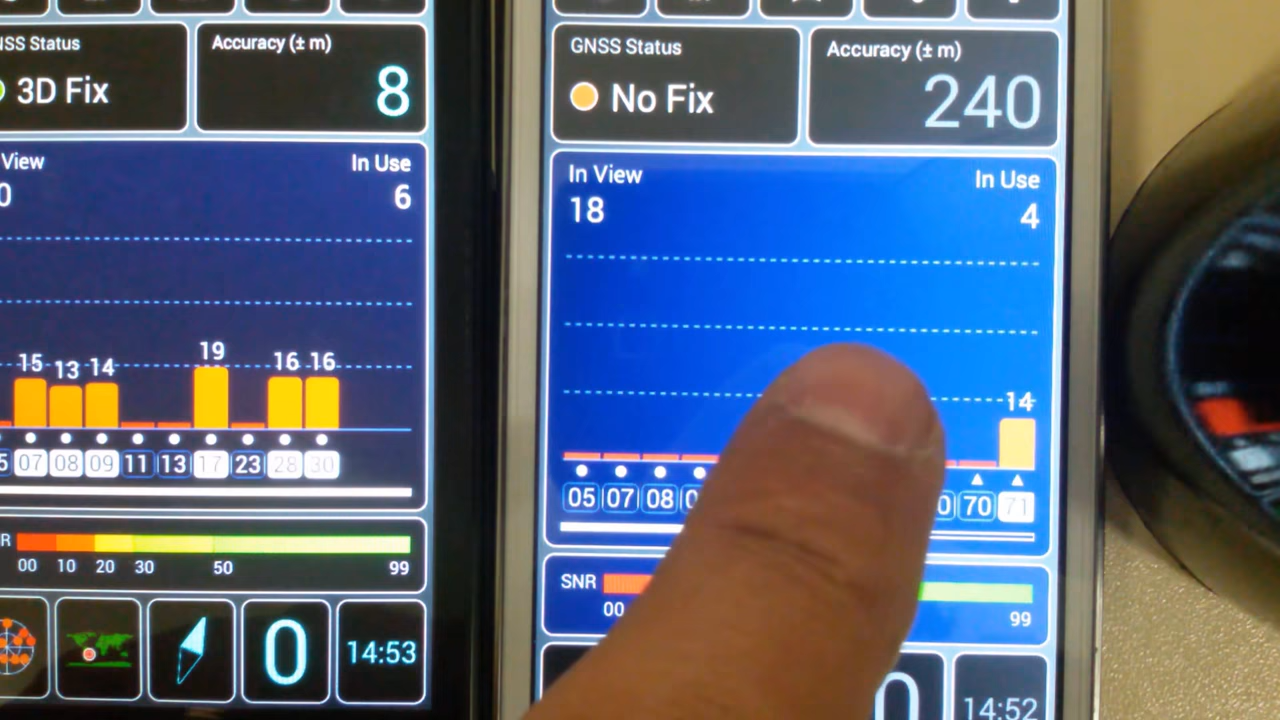 NSS Status
3D Fix
Accuracy (± m)
8
View
0
In Use
6
15 13 14 19 16 16
5 07 08 09 11 13 17 23 28 30
R
00 10 20 30 50 99
0
14:53
GNSS Status
No Fix
Accuracy (± m)
240
In View
18
In Use
4
14
05 07 08 0 0 70 71
SNR
00 99
0
14:52